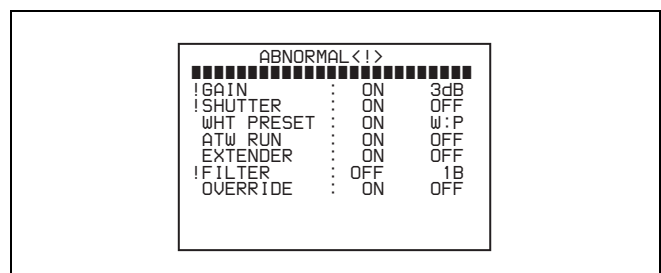 ABNORMAL<!>
!GAIN : ON 3dB
!SHUTTER : ON OFF
WHT PRESET : ON W:P
ATW RUN : ON OFF
EXTENDER : ON OFF
!FILTER : OFF 1B
OVERRIDE : ON OFF